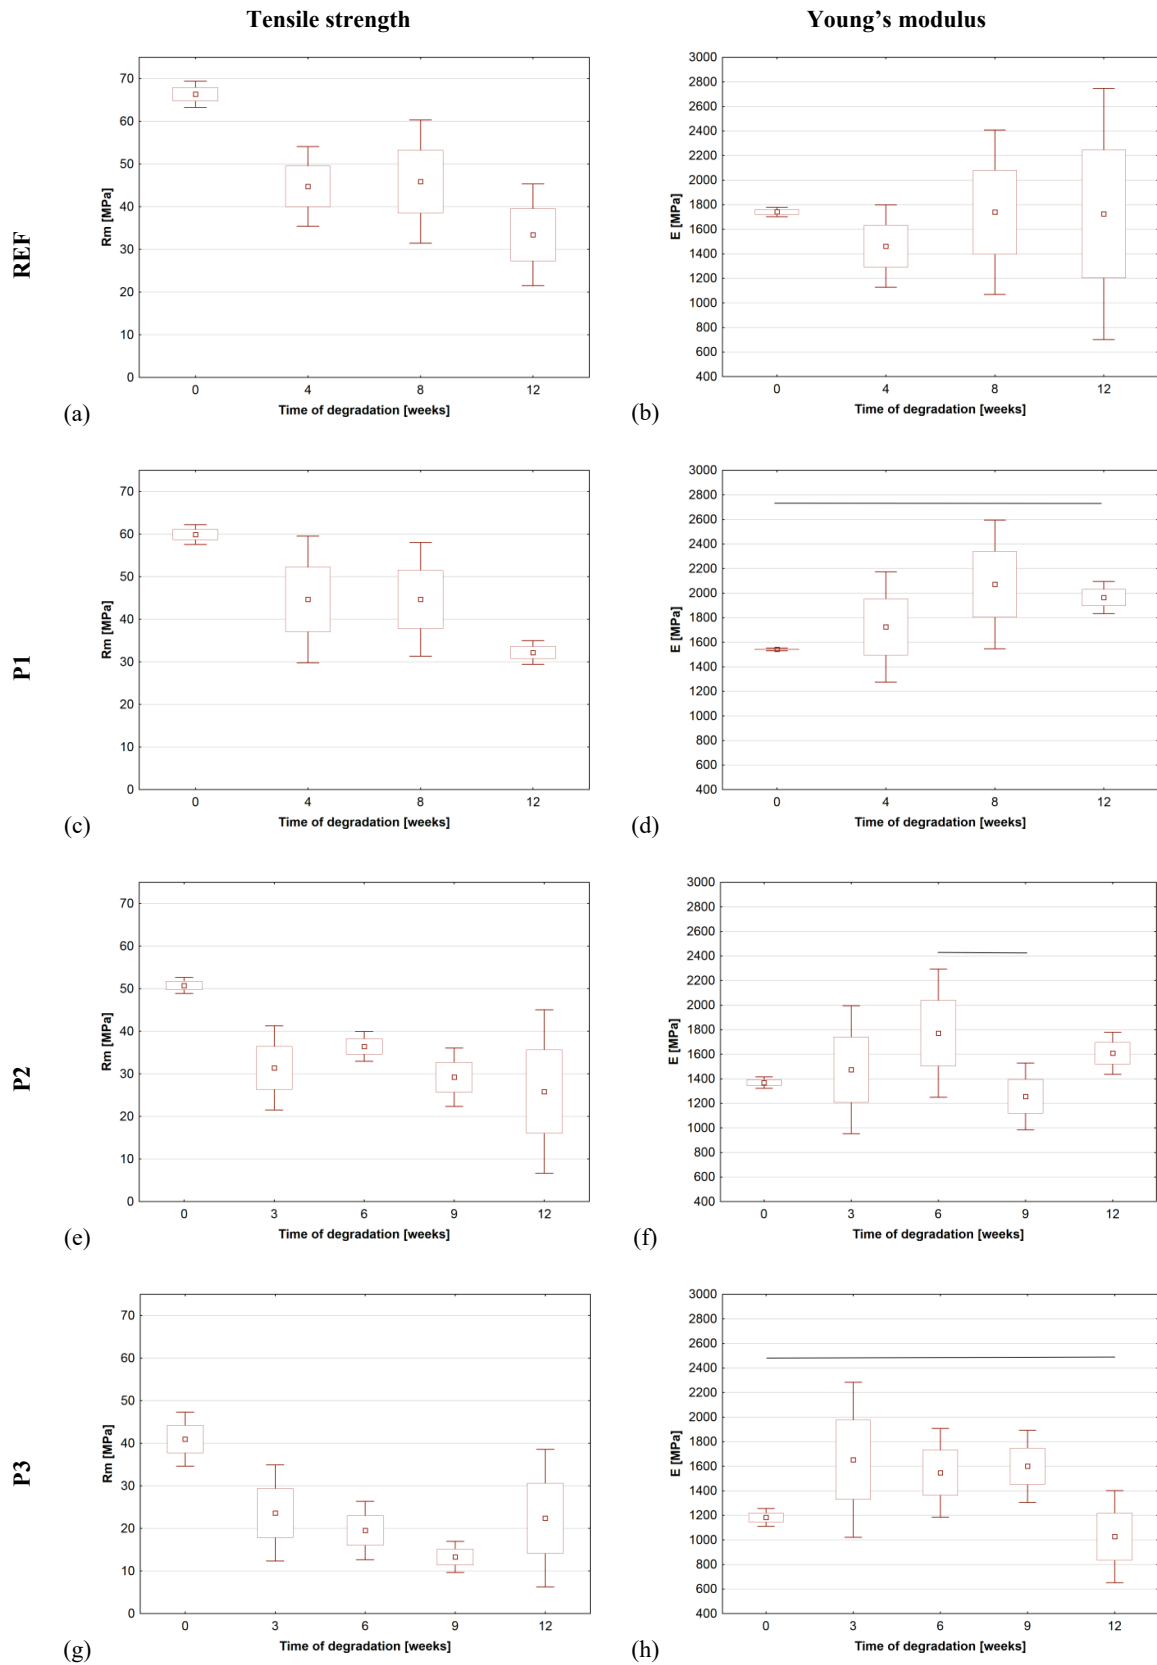 Tensile strength
Young's modulus
REF
Rm [MPa]
70
60
50
40
30
20
10
0
0 4 8 12
Time of degradation [weeks]
(a)
E [MPa]
3000
2800
2600
2400
2200
2000
1800
1600
1400
1200
1000
800
600
400
0 4 8 12
Time of degradation [weeks]
(b)
P1
Rm [MPa]
70
60
50
40
30
20
10
0
0 4 8 12
Time of degradation [weeks]
(c)
E [MPa]
3000
2800
2600
2400
2200
2000
1800
1600
1400
1200
1000
800
600
400
0 4 8 12
Time of degradation [weeks]
(d)
P2
Rm [MPa]
70
60
50
40
30
20
10
0
0 3 6 9 12
Time of degradation [weeks]
(e)
E [MPa]
3000
2800
2600
2400
2200
2000
1800
1600
1400
1200
1000
800
600
400
0 3 6 9 12
Time of degradation [weeks]
(f)
P3
Rm [MPa]
70
60
50
40
30
20
10
0
0 3 6 9 12
Time of degradation [weeks]
(g)
E [MPa]
3000
2800
2600
2400
2200
2000
1800
1600
1400
1200
1000
800
600
400
0 3 6 9 12
Time of degradation [weeks]
(h)